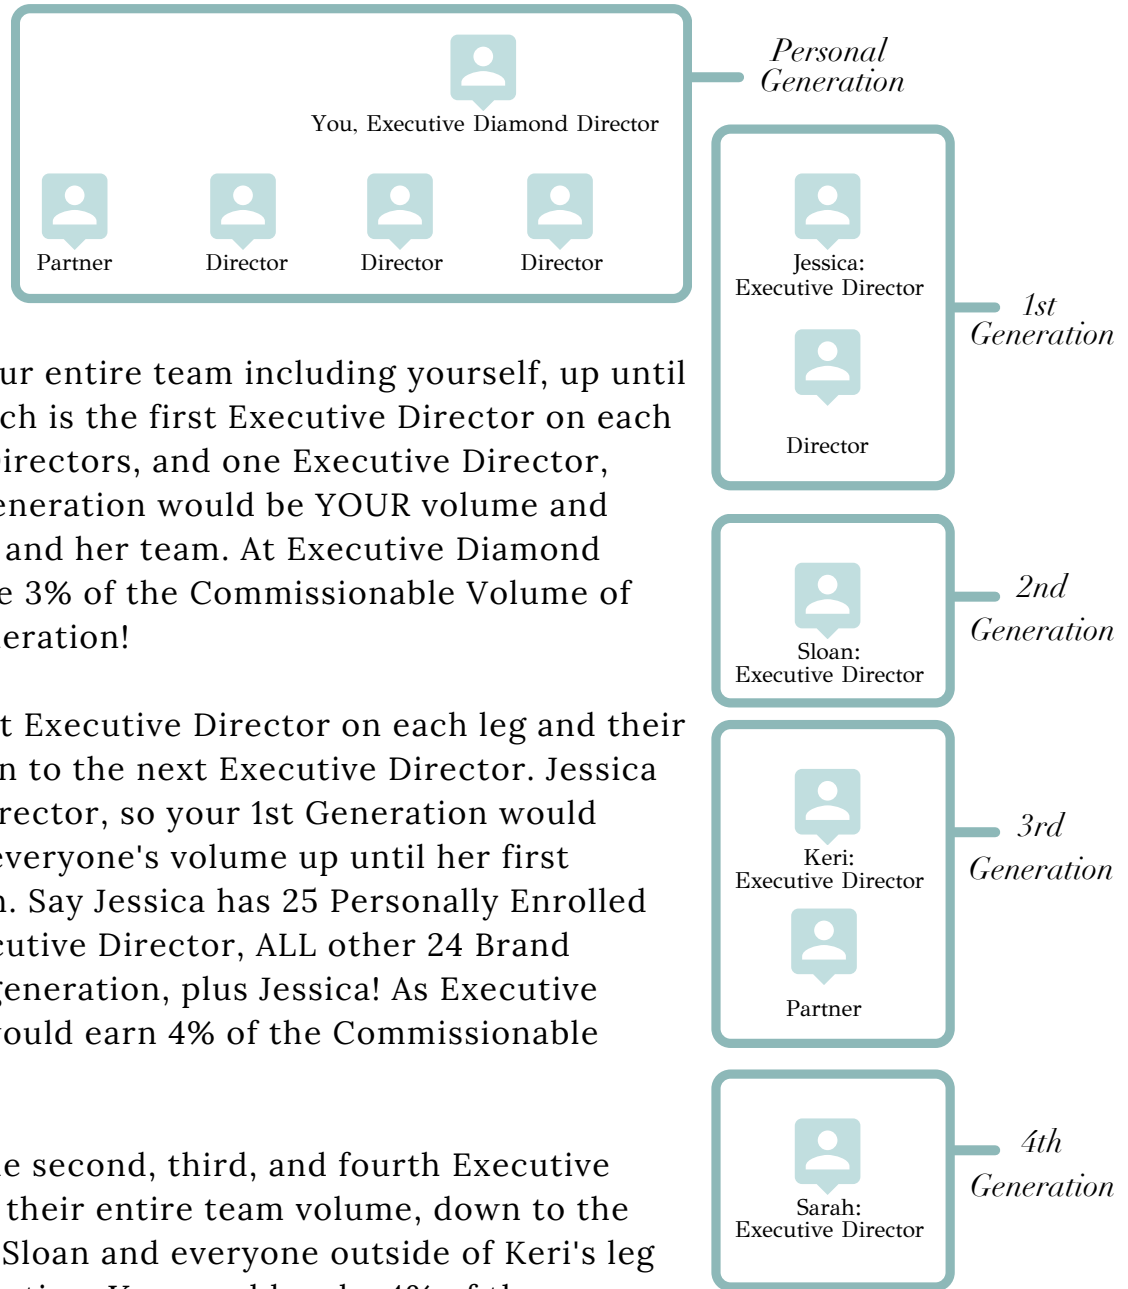 Personal
Generation
You, Executive Diamond Director
Partner
Director
Director
Director
Jessica:
Executive Director
1st
Generation
Director
ur entire team including yourself, up until
ch is the first Executive Director on each
irectors, and one Executive Director,
eneration would be YOUR volume and
and her team. At Executive Diamond
e 3% of the Commissionable Volume of
eration!
2nd
Generation
Sloan:
Executive Director
t Executive Director on each leg and their
n to the next Executive Director. Jessica
rector, so your 1st Generation would
everyone's volume up until her first
n. Say Jessica has 25 Personally Enrolled
cutive Director, ALL other 24 Brand
generation, plus Jessica! As Executive
ould earn 4% of the Commissionable
3rd
Generation
Keri:
Executive Director
Partner
e second, third, and fourth Executive
their entire team volume, down to the
Sloan and everyone outside of Keri's leg
4th
Generation
Sarah:
Executive Director